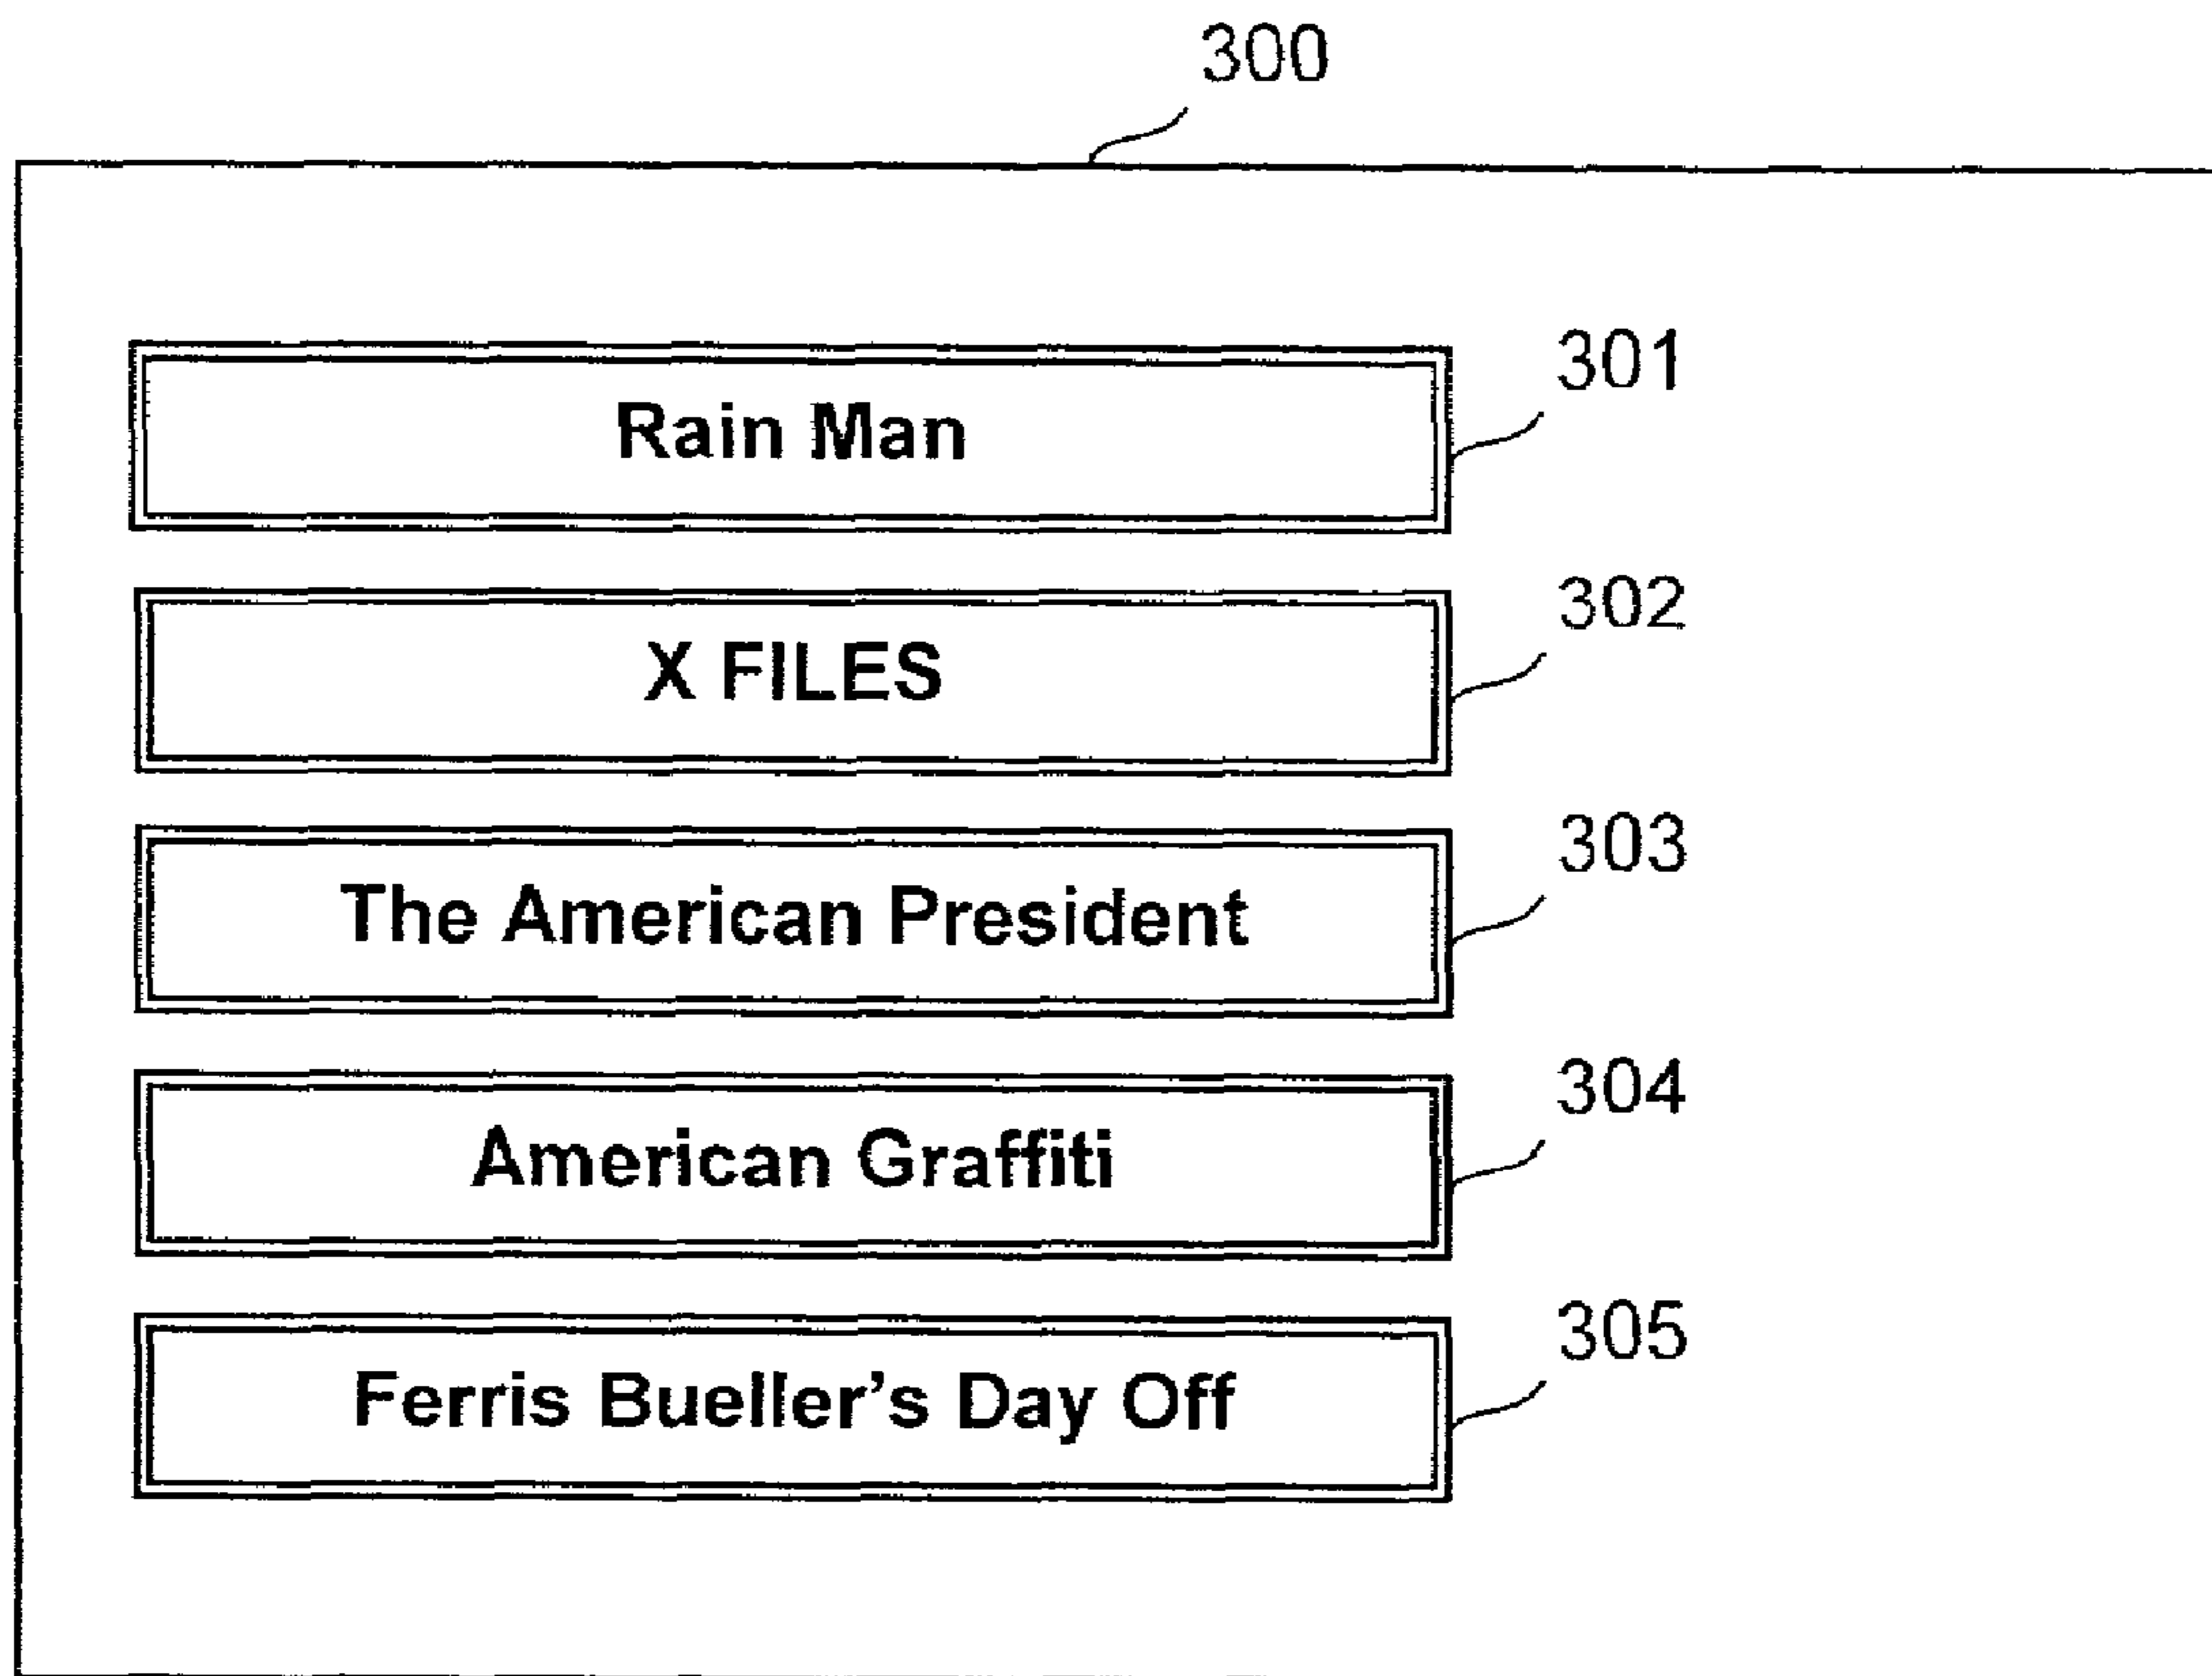 300
Rain Man
301
X FILES
302
The American President
303
American Graffiti
304
Ferris Bueller’s Day Off
305